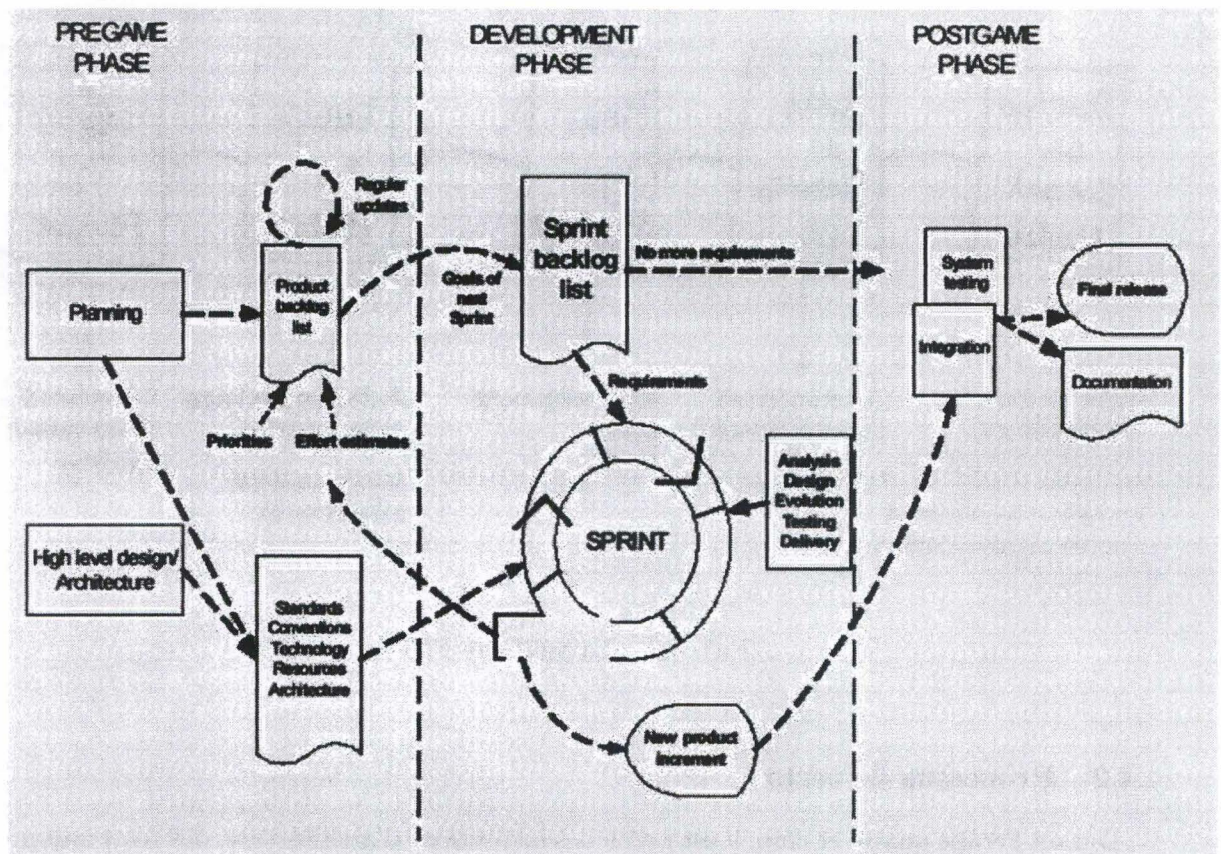 PREGAME
PHASE
DEVELOPMENT
PHASE
POSTGAME
PHASE
Regular
updates
Planning
Product
backlog
list
Goals of
next
Sprint
Sprint
backlog
list
No more requirements
System
testing
Integration
Final release
Documentation
Priorities
Effort estimates
Requirements
High level design/
Architecture
Standards
Conventions
Technology
Resources
Architecture
SPRINT
Analysis
Design
Evolution
Testing
Delivery
New product
increment